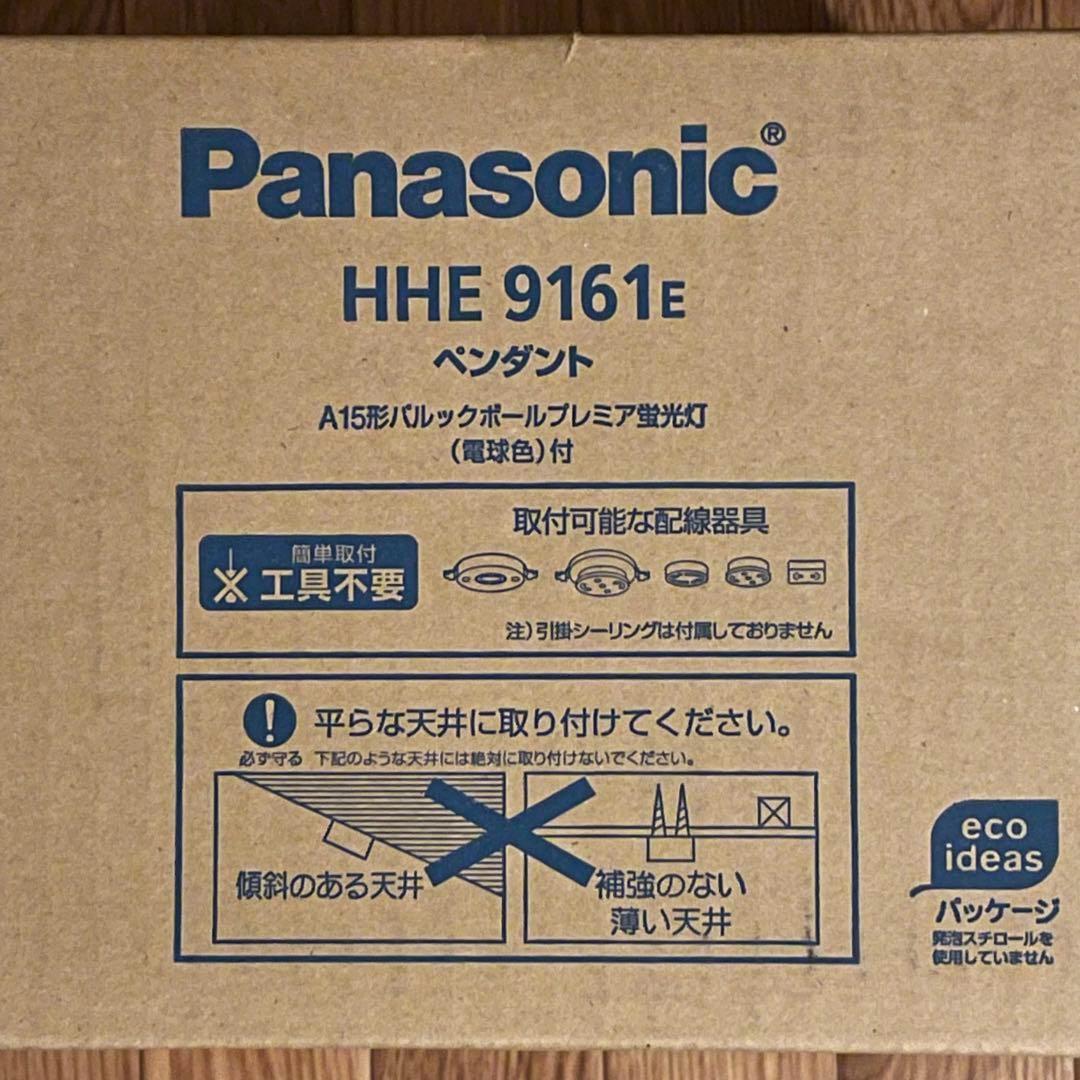 Panasonic®
HHE 9161E
ペンダント
A15形パルックボールプレミア蛍光灯
(電球色)付
簡単取付
工具不要
取付可能な配線器具
注)引掛シーリングは付属しておりません
平らな天井に取り付けてください。
必ず守る 下記のような天井には絶対に取り付けないでください。
傾斜のある天井
補強のない
薄い天井
eco
ideas
パッケージ
発泡スチロールを
使用していません